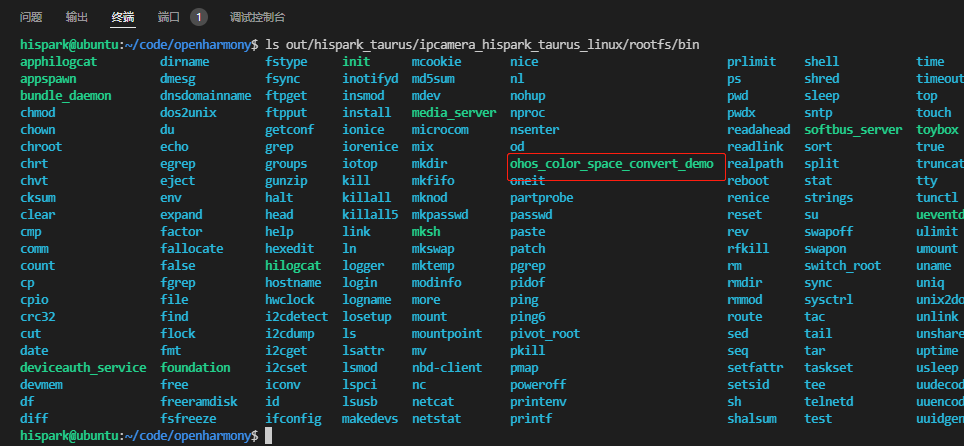 问题 输出 终端 端口 1 调试控制台
hispark@ubuntu:~/code/openharmony$ ls out/hispark_taurus/ipcamera_hispark_taurus_linux/rootfs/bin
apphilogcat dirname fstype init mcookie nice prlimit shell time
appspawn dmesg fsync inotifyd md5sum nl ps shred timeout
bundle_daemon dnsdomainname ftpget insmod mdev nohup pwd sleep top
chmod dos2unix ftpput install media_server nproc pwdx sntp touch
chown du getconf ionice microcom nsenter readahead softbus_server toybox
chroot echo grep iorenice mix od readlink sort true
chrt egrep groups iotop mkdir ohos_color_space_convert_demo realpath split truncat
chvt eject gunzip kill mkfifo oneit reboot stat tty
cksum env halt killall mknod partprobe renice strings tunctl
clear expand head killall5 mkpasswd passwd reset su ueventd
cmp factor help link mksh paste rev swapoff ulimit
comm fallocate hexedit ln mkswap patch rfkill swapon umount
count false hilogcat logger mktemp pgrep rm switch_root uname
cp fgrep hostname login modinfo pidof rmdir sync uniq
cpio file hwclock logname more ping rmmod sysctrl unix2do
crc32 find i2cdetect losetup mount ping6 route tac unlink
cut flock i2cdump ls mountpoint pivot_root sed tail unshare
date fmt i2cget lsattr mv pkill seq tar uptime
deviceauth_service foundation i2cset lsmod nbd-client pmap setfattr taskset usleep
devmem free iconv lspci nc poweroff setsid tee uudecod
df freeramdisk id lsusb netcat printenv sh telnetd uuencod
diff fsfreeze ifconfig makedevs netstat printf sha1sum test uuidgen
hispark@ubuntu:~/code/openharmony$